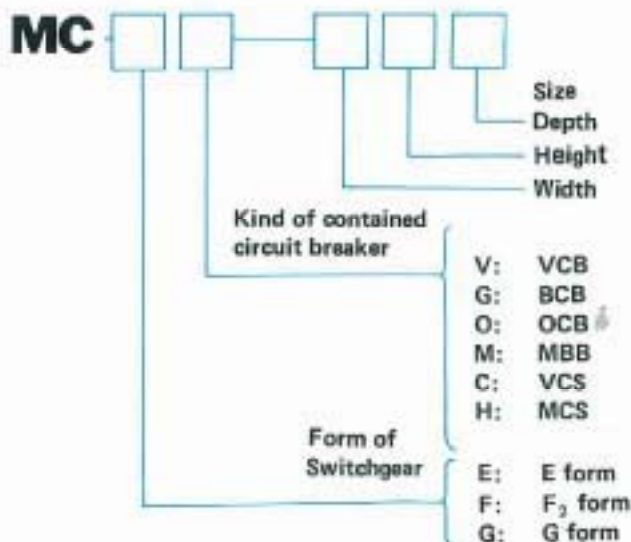 MC
Size
Depth
Height
Width
Kind of contained
circuit breaker
V: VCB
G: BCB
O: OCB
M: MBB
C: VCS
H: MCS
Form of
Switchgear
E: E form
F: F₂ form
G: G form